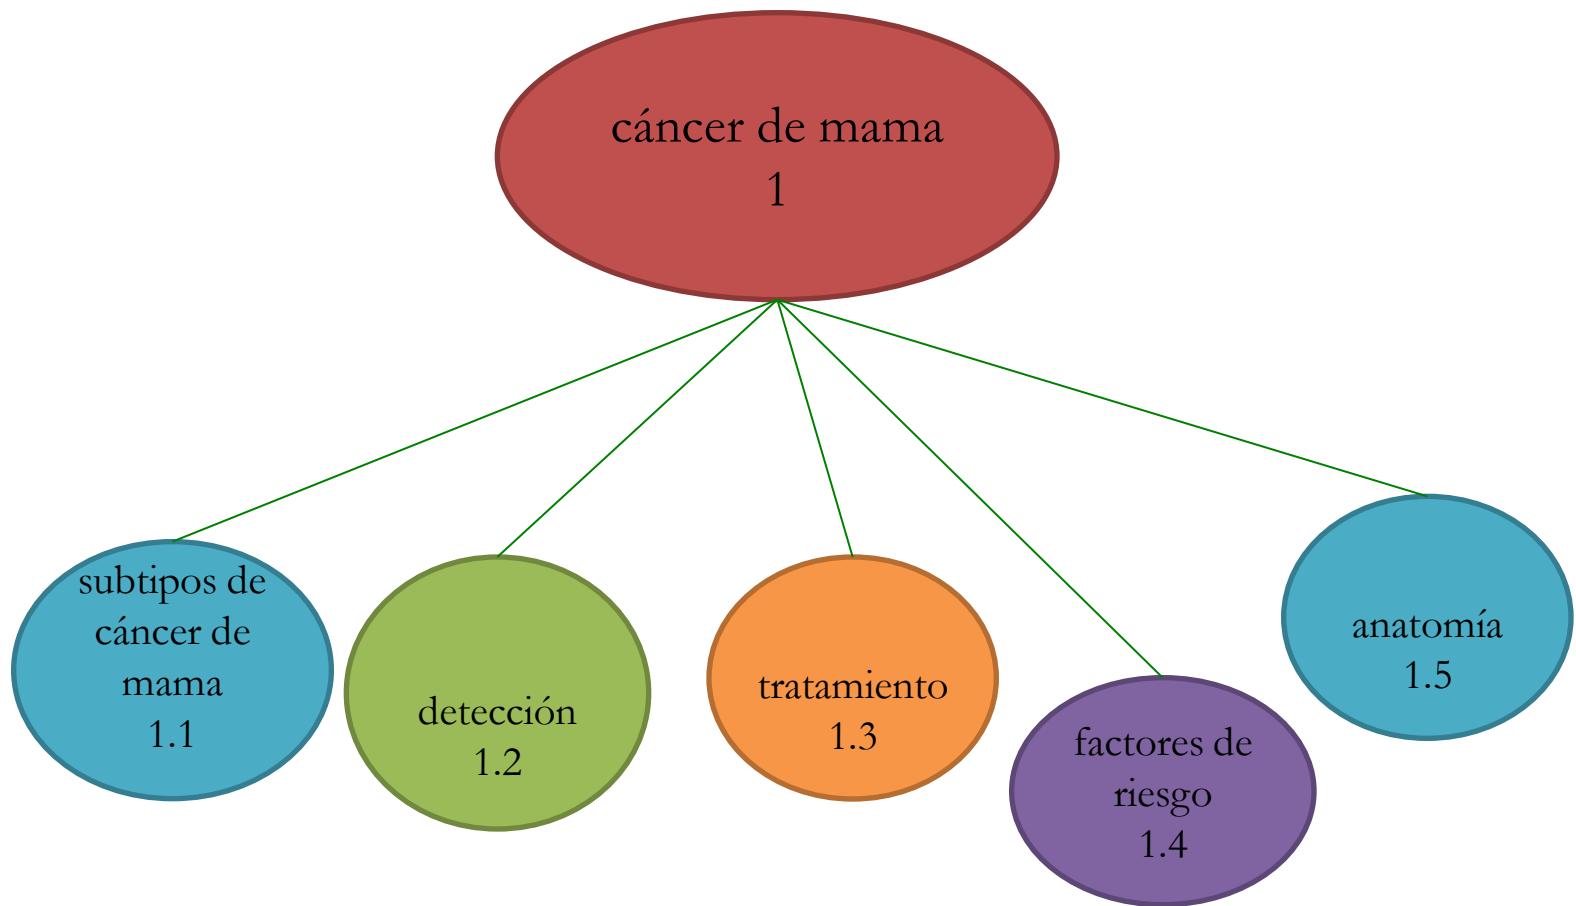 cáncer de mama
1
subtipos de
cáncer de
mama
1.1
detección
1.2
tratamiento
1.3
factores de
riesgo
1.4
anatomía
1.5